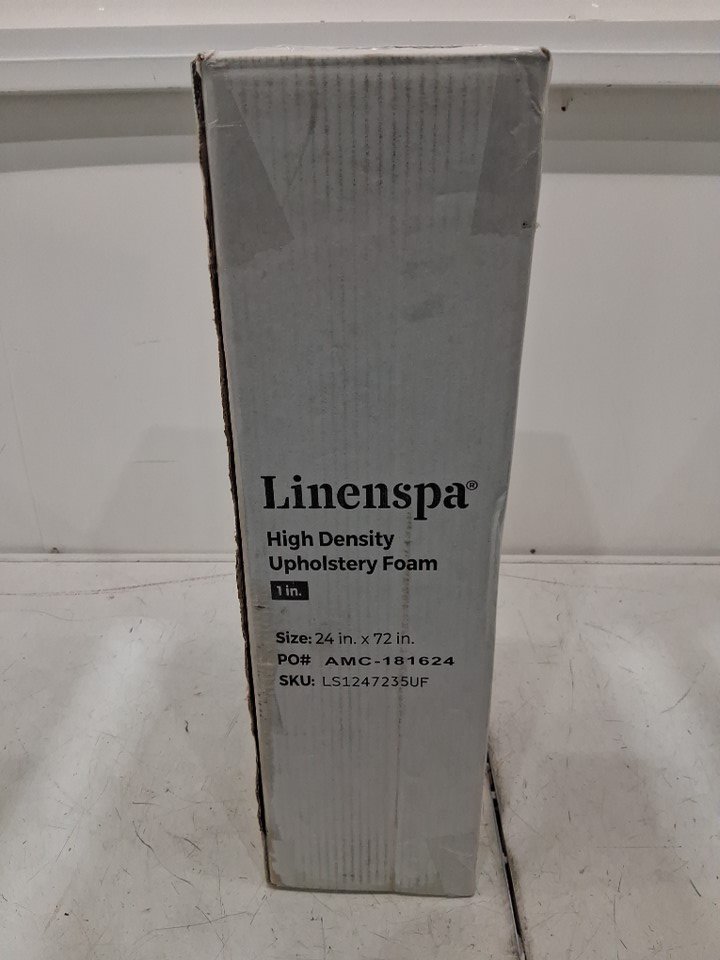 Linenspa®
High Density
Upholstery Foam
1 in.
Size: 24 in. x 72 in.
PO# AMC-181624
SKU: LS1247235UF